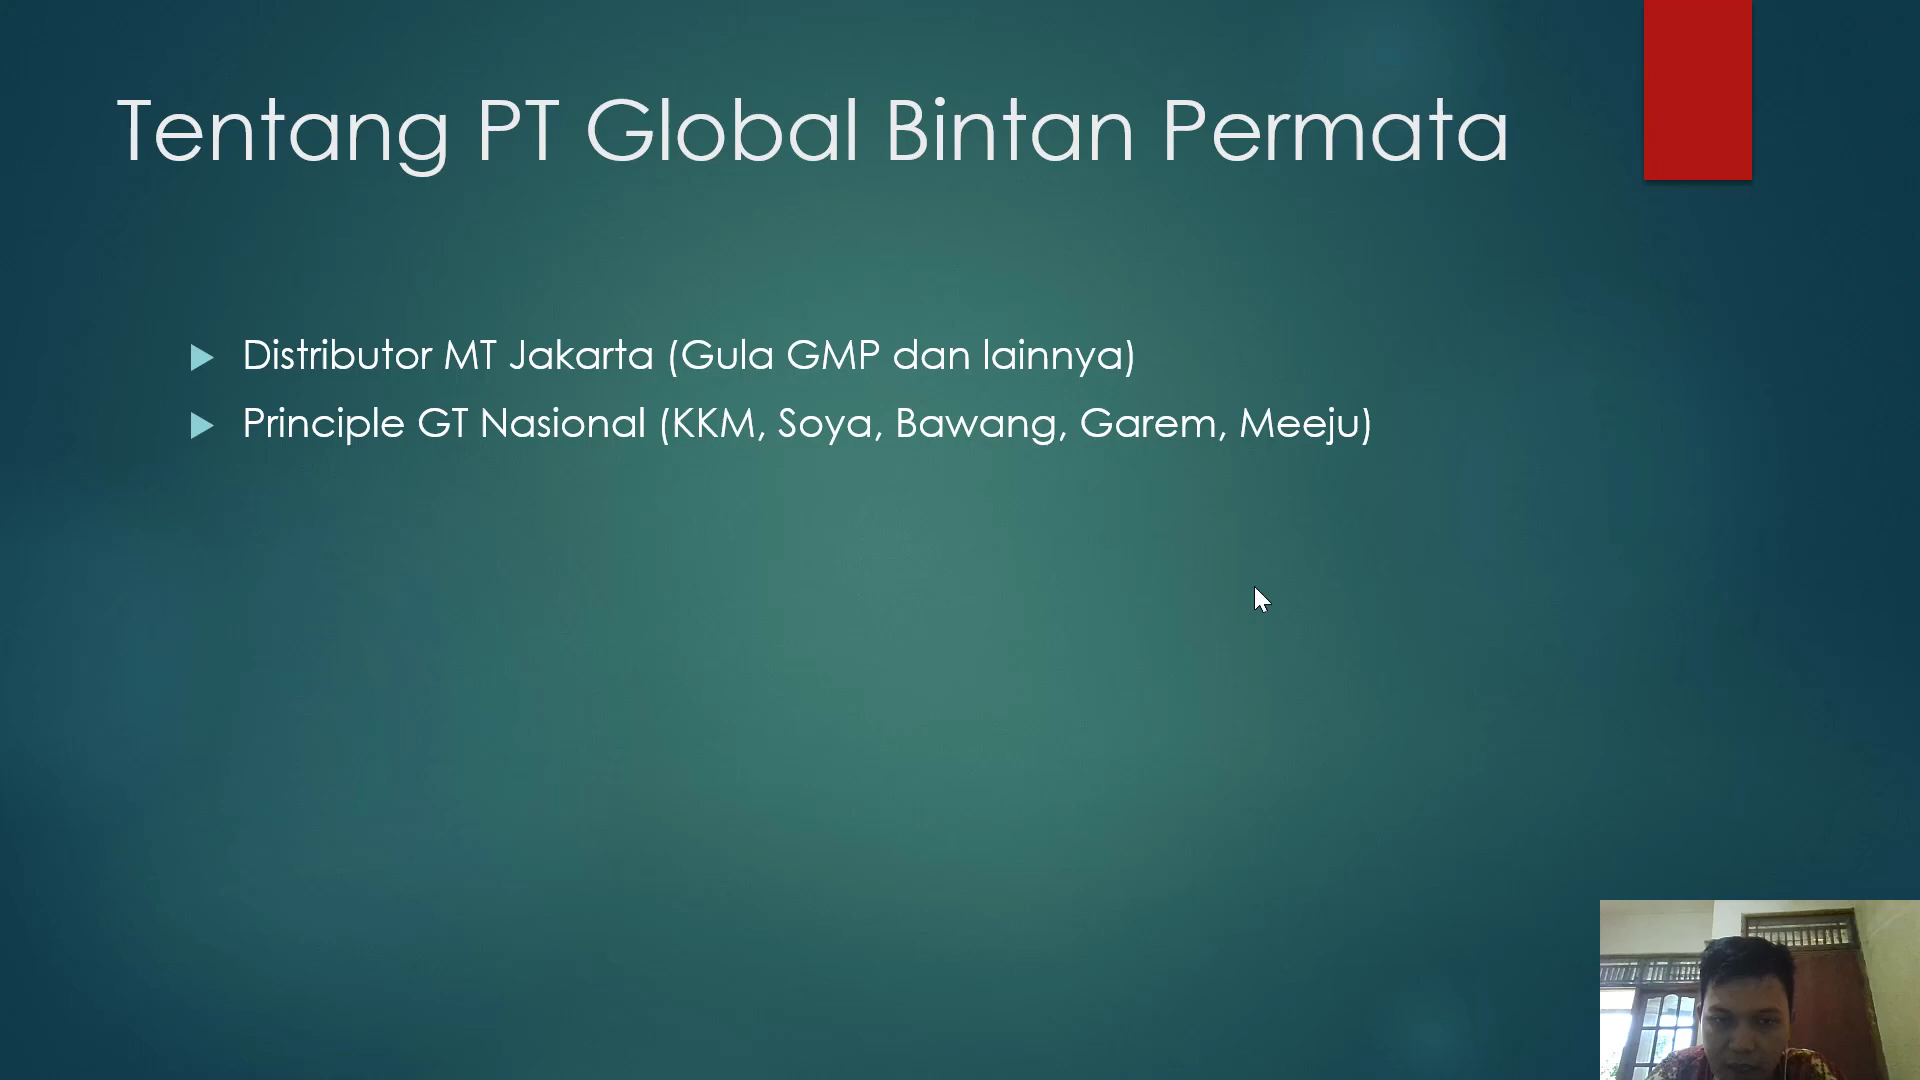 Tentang PT Global Bintan Permata
Distributor MT Jakarta (Gula GMP dan lainnya)
Principle GT Nasional (KKM, Soya, Bawang, Garem, Meeju)